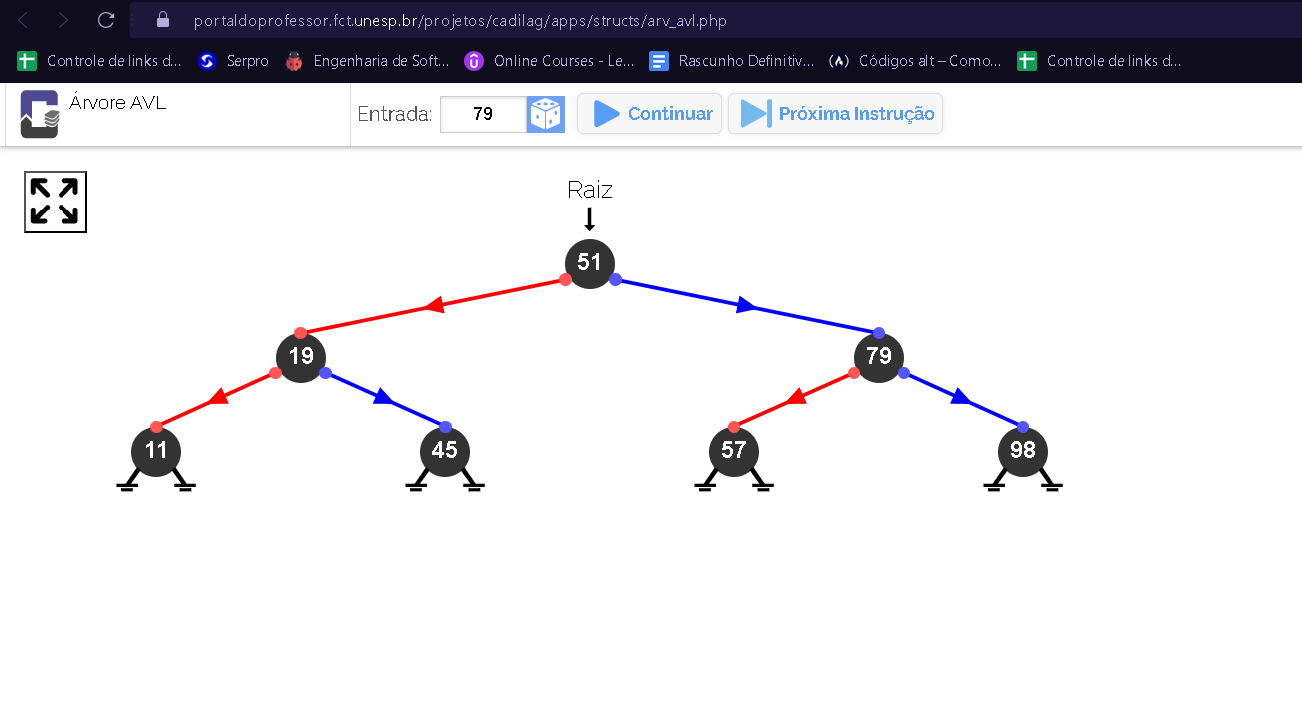 portaldoprofessor.fct.unesp.br/projetos/cadilag/apps/structs/arv_avl.php
Controle de links d... Serpro Engenharia de Soft... Online Courses - Le... Rascunho Definitiv... Códigos alt – Como... Controle de links d...
Árvore AVL Entrada: 79 Continuar Próxima Instrução
Raiz
51
19 79
11 45 57 98